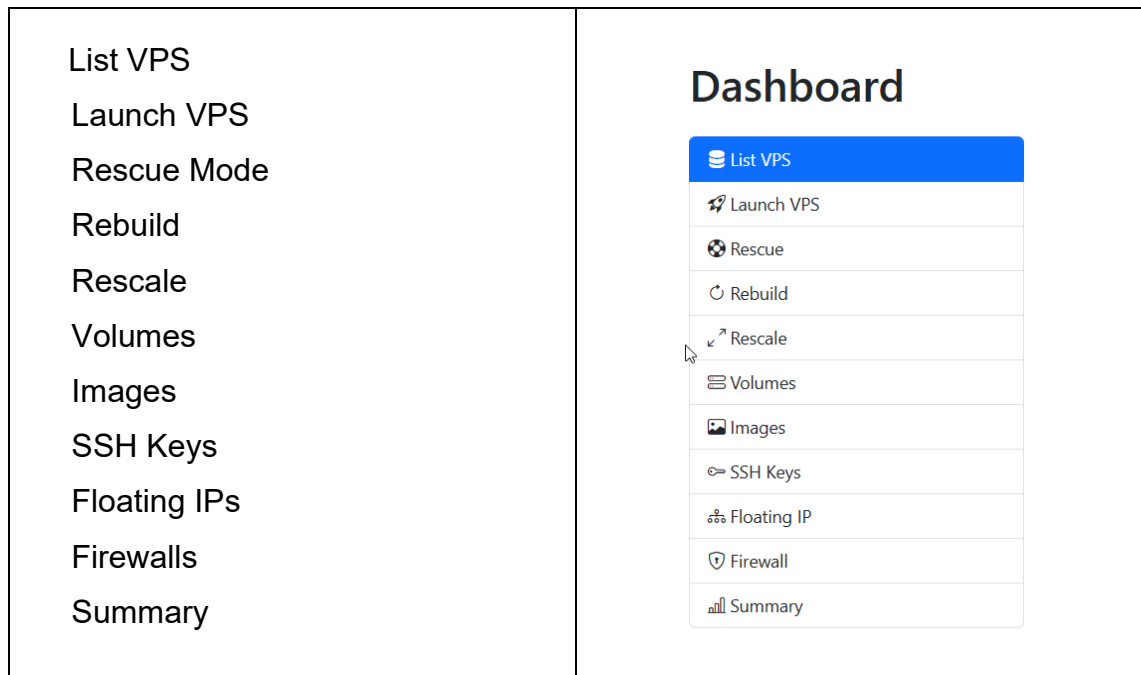 List VPS
Launch VPS
Rescue Mode
Rebuild
Rescale
Volumes
Images
SSH Keys
Floating IPs
Firewalls
Summary
Dashboard
List VPS
Launch VPS
Rescue
Rebuild
Rescale
Volumes
Images
SSH Keys
Floating IP
Firewall
Summary